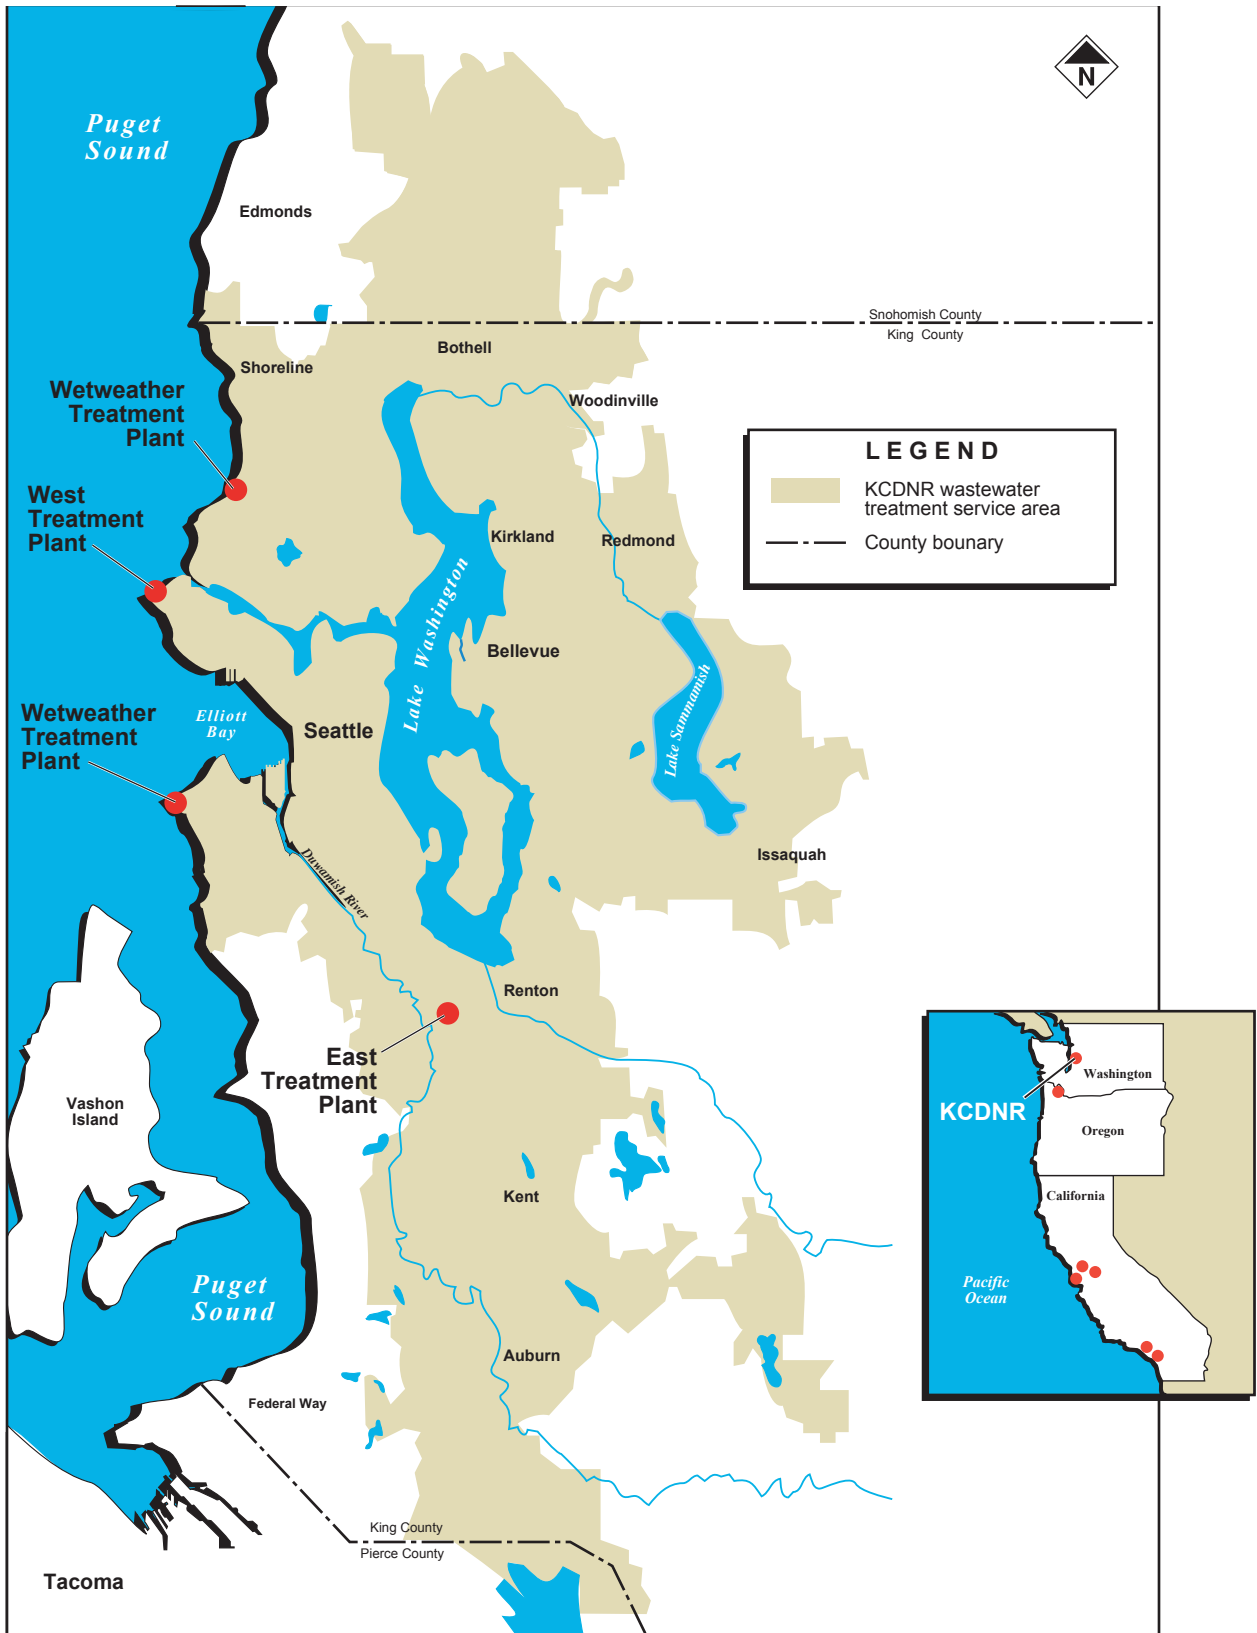 N
Puget
Sound
Edmonds
Snohomish County
King County
Bothell
Shoreline
Wetweather
Treatment
Plant
Woodinville
LEGEND
KCDNR wastewater
treatment service area
County bounary
West
Treatment
Plant
Kirkland
Redmond
Lake Washington
Bellevue
Lake Sammamish
Wetweather
Treatment
Plant
Elliott
Bay
Seattle
Issaquah
Duwamish River
Renton
East
Treatment
Plant
Vashon
Island
Kent
Puget
Sound
Auburn
Federal Way
King County
Pierce County
Tacoma
Washington
KCDNR
Oregon
California
Pacific
Ocean